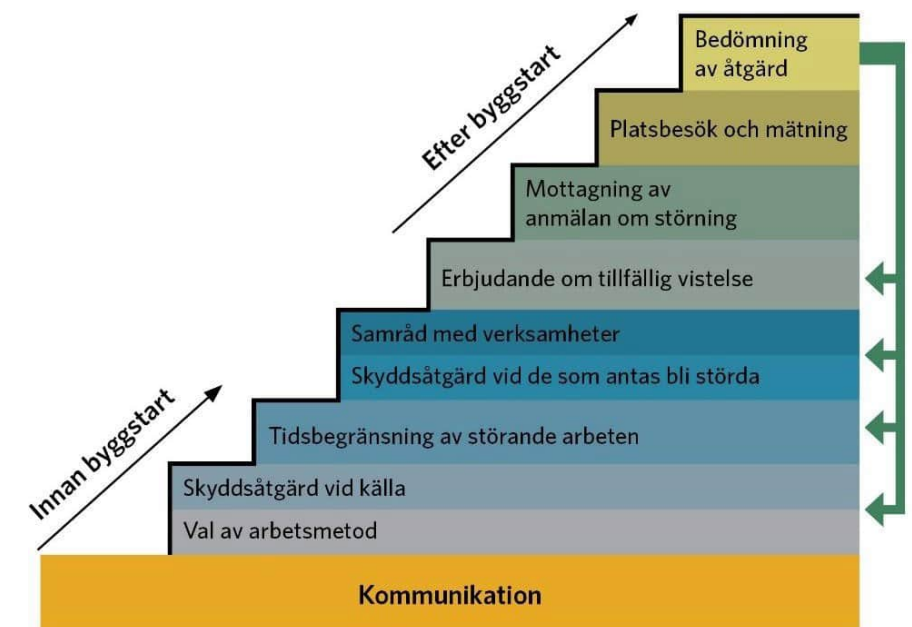 Bedömning
av åtgärd
Efter byggstart
Platsbesök och mätning
Mottagning av
anmälan om störning
Erbjudande om tillfällig vistelse
Samråd med verksamheter
Skyddsåtgärd vid de som antas bli störda
Innan byggstart
Tidsbegränsning av störande arbeten
Skyddsåtgärd vid källa
Val av arbetsmetod
Kommunikation